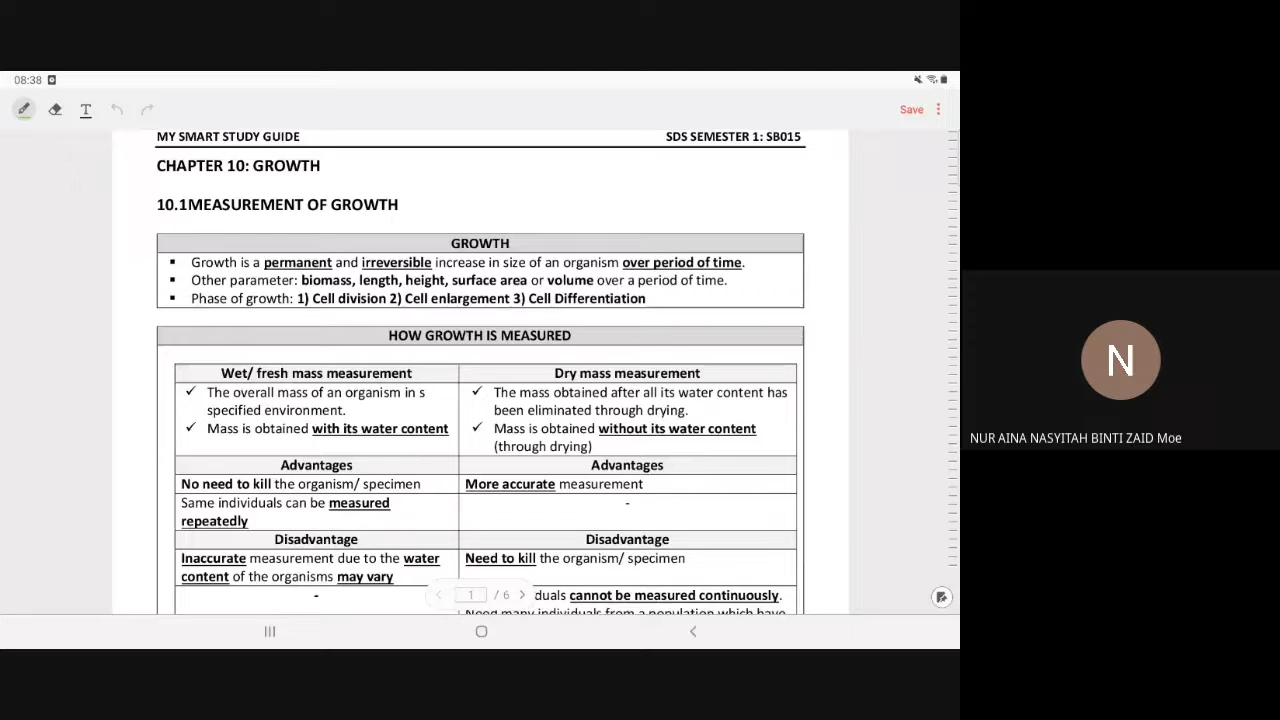 08:38
T
Save
MY SMART STUDY GUIDE SDS SEMESTER 1: SB015
CHAPTER 10: GROWTH
10.1MEASUREMENT OF GROWTH
GROWTH
▪ Growth is a permanent and irreversible increase in size of an organism over period of time.
▪ Other parameter: biomass, length, height, surface area or volume over a period of time.
▪ Phase of growth: 1) Cell division 2) Cell enlargement 3) Cell Differentiation
HOW GROWTH IS MEASURED
Wet/ fresh mass measurement Dry mass measurement
✓ The overall mass of an organism in s ✓ The mass obtained after all its water content has
specified environment. been eliminated through drying.
✓ Mass is obtained with its water content ✓ Mass is obtained without its water content
(through drying)
Advantages Advantages
No need to kill the organism/ specimen More accurate measurement
Same individuals can be measured -
repeatedly
Disadvantage Disadvantage
Inaccurate measurement due to the water Need to kill the organism/ specimen
content of the organisms may vary
- duals cannot be measured continuously.
Need many individuals from a population which have
1 / 6
N
NUR AINA NASYITAH BINTI ZAID Moe